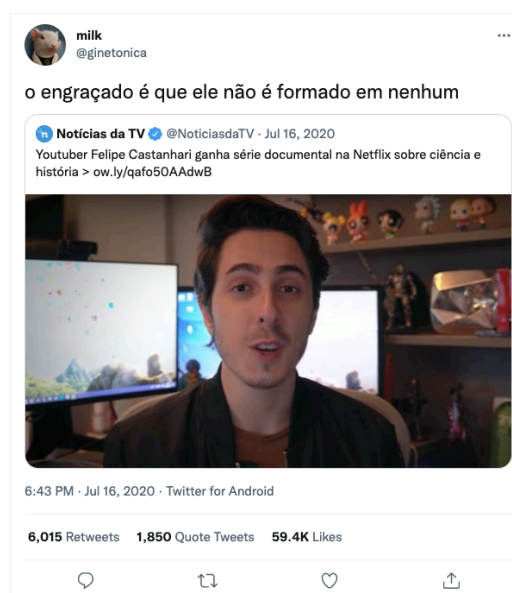 milk
@ginetonica
o engraçado é que ele não é formado em nenhum
Notícias da TV @NoticiasdaTV · Jul 16, 2020
Youtuber Felipe Castanhari ganha série documental na Netflix sobre ciência e
história > ow.ly/qafo50AAdwB
6:43 PM · Jul 16, 2020 · Twitter for Android
6,015 Retweets 1,850 Quote Tweets 59.4K Likes